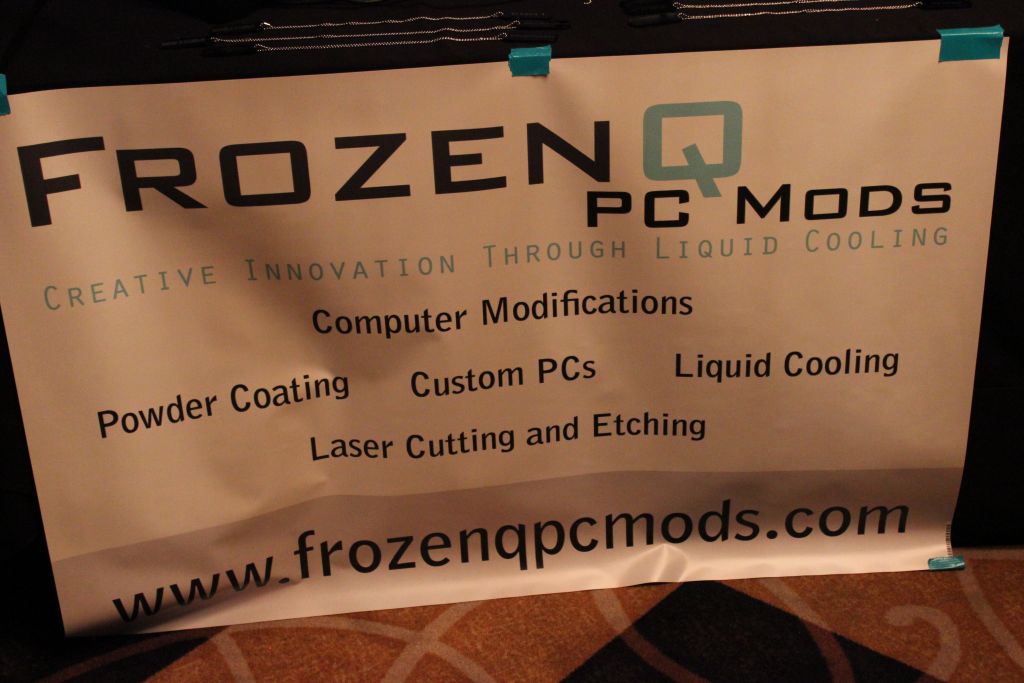 FROZENQ
PC MODS
CREATIVE INNOVATION THROUGH LIQUID COOLING
Computer Modifications
Powder Coating Custom PCs Liquid Cooling
Laser Cutting and Etching
www.frozenqpcmods.com